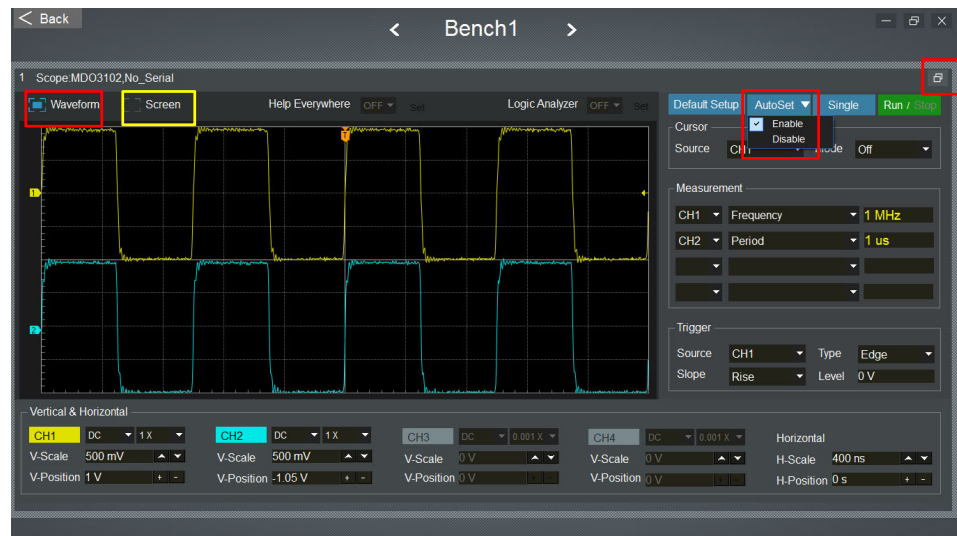 < Back
< Bench1 >
1 Scope:MDO3102,No_Serial
Waveform Screen Help Everywhere OFF Set Logic Analyzer OFF Set Default Setup AutoSet Single Run / Stop
Enable
Disable
Cursor
Source CH1 Mode Off
T
1
2
Measurement
CH1 Frequency 1 MHz
CH2 Period 1 us
Trigger
Source CH1 Type Edge
Slope Rise Level 0 V
Vertical & Horizontal
CH1 DC 1 X CH2 DC 1 X CH3 DC 0.001 X CH4 DC 0.001 X Horizontal
V-Scale 500 mV V-Scale 500 mV V-Scale 0 V V-Scale 0 V H-Scale 400 ns
V-Position 1 V + - V-Position -1.05 V + - V-Position 0 V + - V-Position 0 V + - H-Position 0 s + -